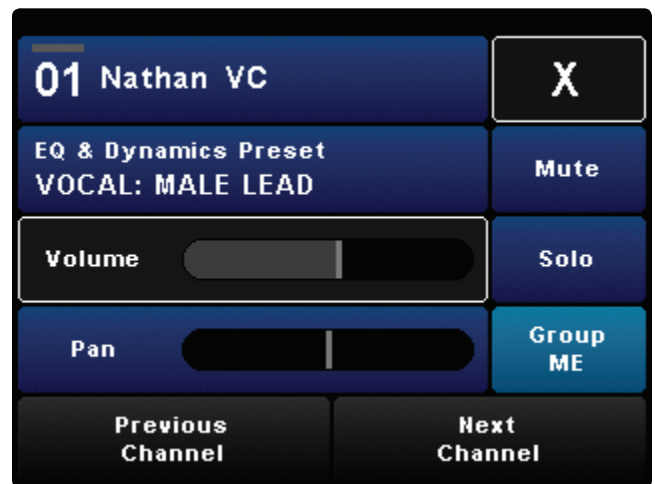 01 Nathan VC
X
EQ & Dynamics Preset
VOCAL: MALE LEAD
Mute
Volume
Solo
Pan
Group
ME
Previous
Channel
Next
Channel